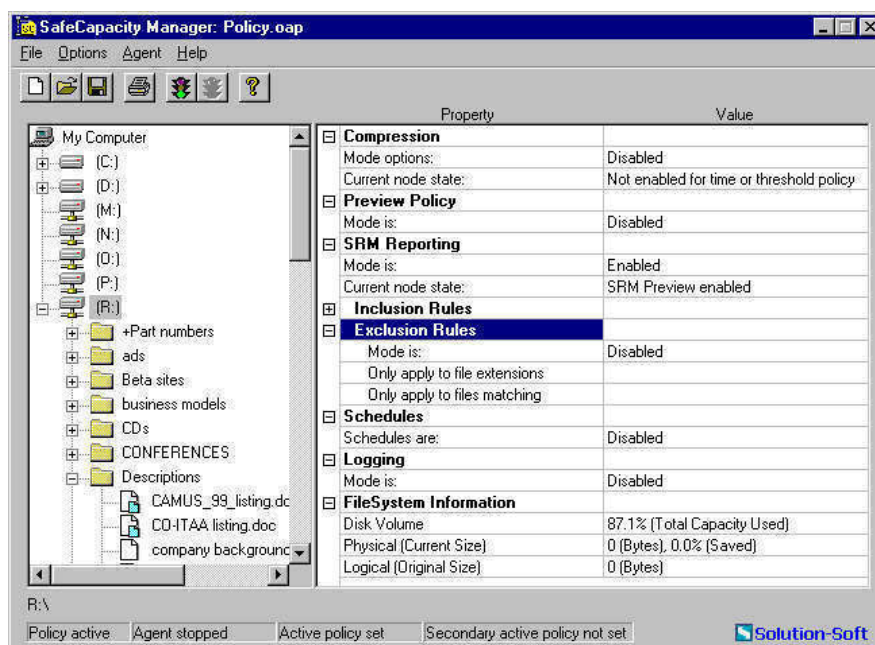 SafeCapacity Manager: Policy.oap
File Options Agent Help
Property Value
My Computer
(C:)
(D:)
(M:)
(N:)
(O:)
(P:)
(R:)
+Part numbers
ads
Beta sites
business models
CDs
CONFERENCES
Descriptions
CAMUS_99_listing.dc
CO-ITAA listing.doc
company backgrounc
Compression
Mode options: Disabled
Current node state: Not enabled for time or threshold policy
Preview Policy
Mode is: Disabled
SRM Reporting
Mode is: Enabled
Current node state: SRM Preview enabled
Inclusion Rules
Exclusion Rules
Mode is: Disabled
Only apply to file extensions
Only apply to files matching
Schedules
Schedules are: Disabled
Logging
Mode is: Disabled
FileSystem Information
Disk Volume 87.1% (Total Capacity Used)
Physical (Current Size) 0 (Bytes), 0.0% (Saved)
Logical (Original Size) 0 (Bytes)
R:\
Policy active Agent stopped Active policy set Secondary active policy not set Solution-Soft